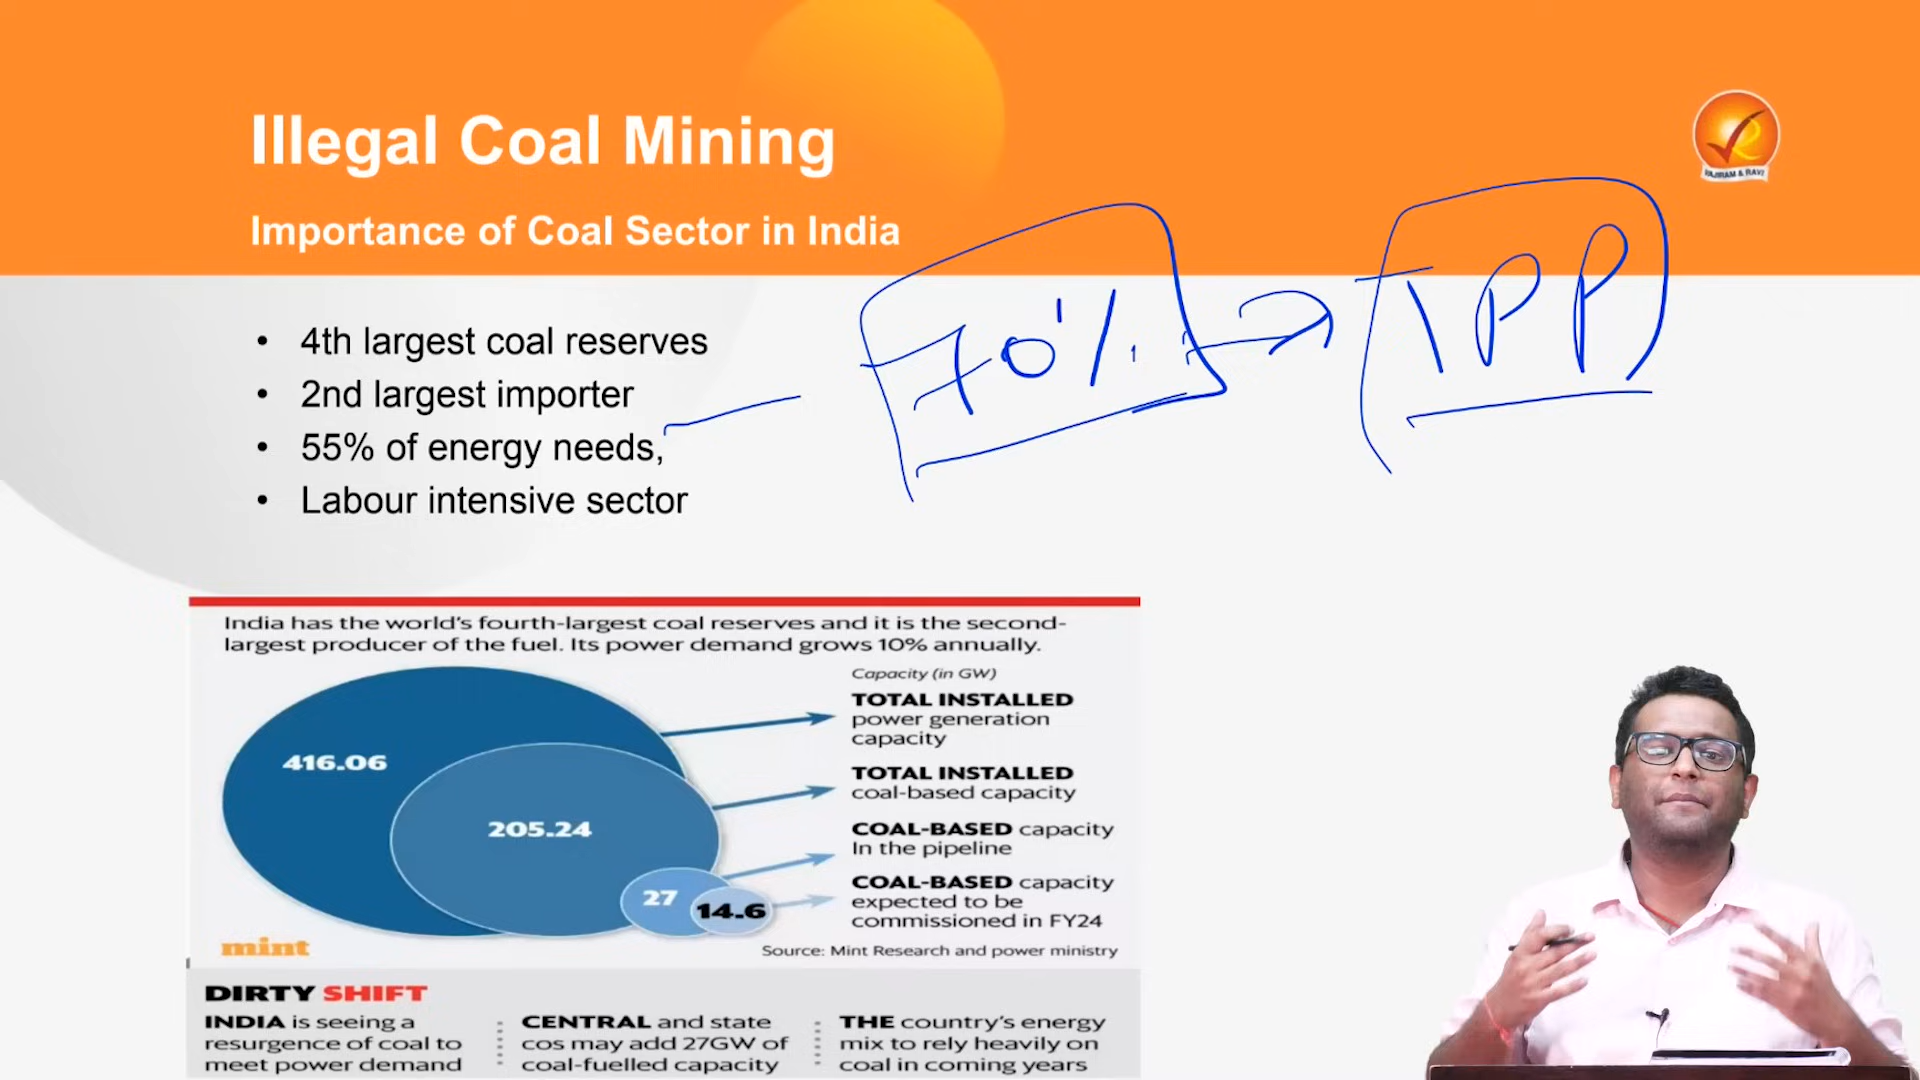 Illegal Coal Mining
Importance of Coal Sector in India
VAJIRAM & RAVI
• 4th largest coal reserves
• 2nd largest importer
• 55% of energy needs,
• Labour intensive sector
70%
TPP
India has the world's fourth-largest coal reserves and it is the second-
largest producer of the fuel. Its power demand grows 10% annually.
Capacity (in GW)
TOTAL INSTALLED
power generation
capacity
416.06
TOTAL INSTALLED
coal-based capacity
205.24
COAL-BASED capacity
In the pipeline
27
COAL-BASED capacity
expected to be
commissioned in FY24
14.6
mint
Source: Mint Research and power ministry
DIRTY SHIFT
INDIA is seeing a
resurgence of coal to
meet power demand
CENTRAL and state
cos may add 27GW of
coal-fuelled capacity
THE country's energy
mix to rely heavily on
coal in coming years